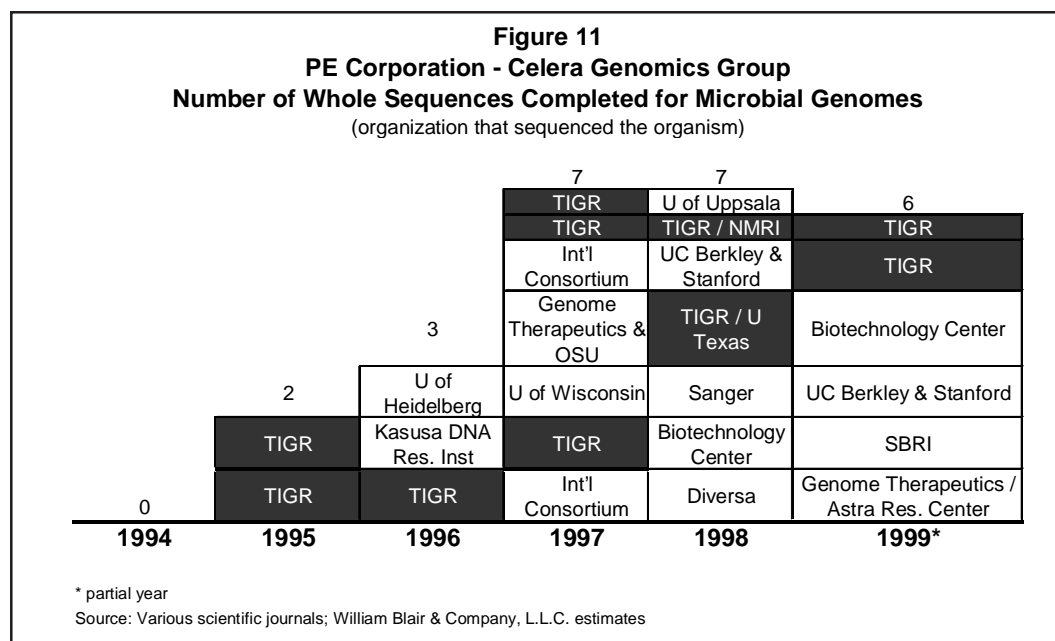 Figure 11
PE Corporation - Celera Genomics Group
Number of Whole Sequences Completed for Microbial Genomes
(organization that sequenced the organism)
0
1994
2
TIGR
TIGR
1995
3
U of
Heidelberg
Kasusa DNA
Res. Inst
TIGR
1996
7
TIGR
TIGR
Int'l
Consortium
Genome
Therapeutics &
OSU
U of Wisconsin
TIGR
Int'l
Consortium
1997
7
U of Uppsala
TIGR / NMRI
UC Berkley &
Stanford
TIGR / U
Texas
Sanger
Biotechnology
Center
Diversa
1998
6
TIGR
TIGR
Biotechnology Center
UC Berkley & Stanford
SBRI
Genome Therapeutics /
Astra Res. Center
1999*
* partial year
Source: Various scientific journals; William Blair & Company, L.L.C. estimates